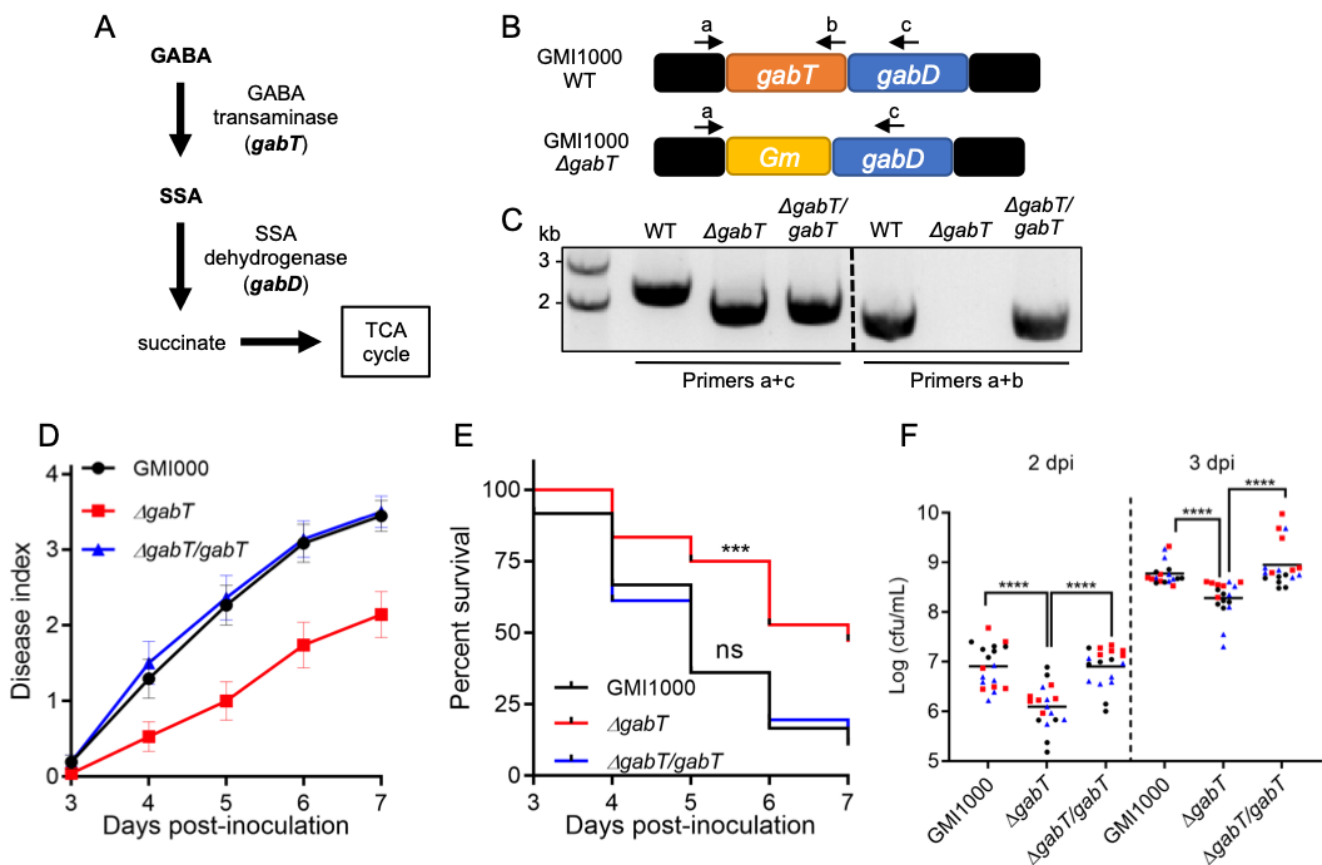 A
GABA
GABA
transaminase
(gabT)
SSA
SSA
dehydrogenase
(gabD)
succinate
TCA
cycle
B
a
b
c
GMI1000
WT
gabT
gabD
a
c
GMI1000
ΔgabT
Gm
gabD
C
kb
WT
ΔgabT
ΔgabT/
gabT
WT
ΔgabT
ΔgabT/
gabT
3
2
Primers a+c
Primers a+b
D
GMI000
ΔgabT
ΔgabT/gabT
Disease index
4
3
2
1
0
3
4
5
6
7
Days post-inoculation
E
Percent survival
100
75
50
25
0
***
ns
GMI1000
ΔgabT
ΔgabT/gabT
3
4
5
6
7
Days post-inoculation
F
2 dpi
3 dpi
****
****
****
****
Log (cfu/mL)
10
9
8
7
6
5
GMI1000
ΔgabT
ΔgabT/gabT
GMI1000
ΔgabT
ΔgabT/gabT